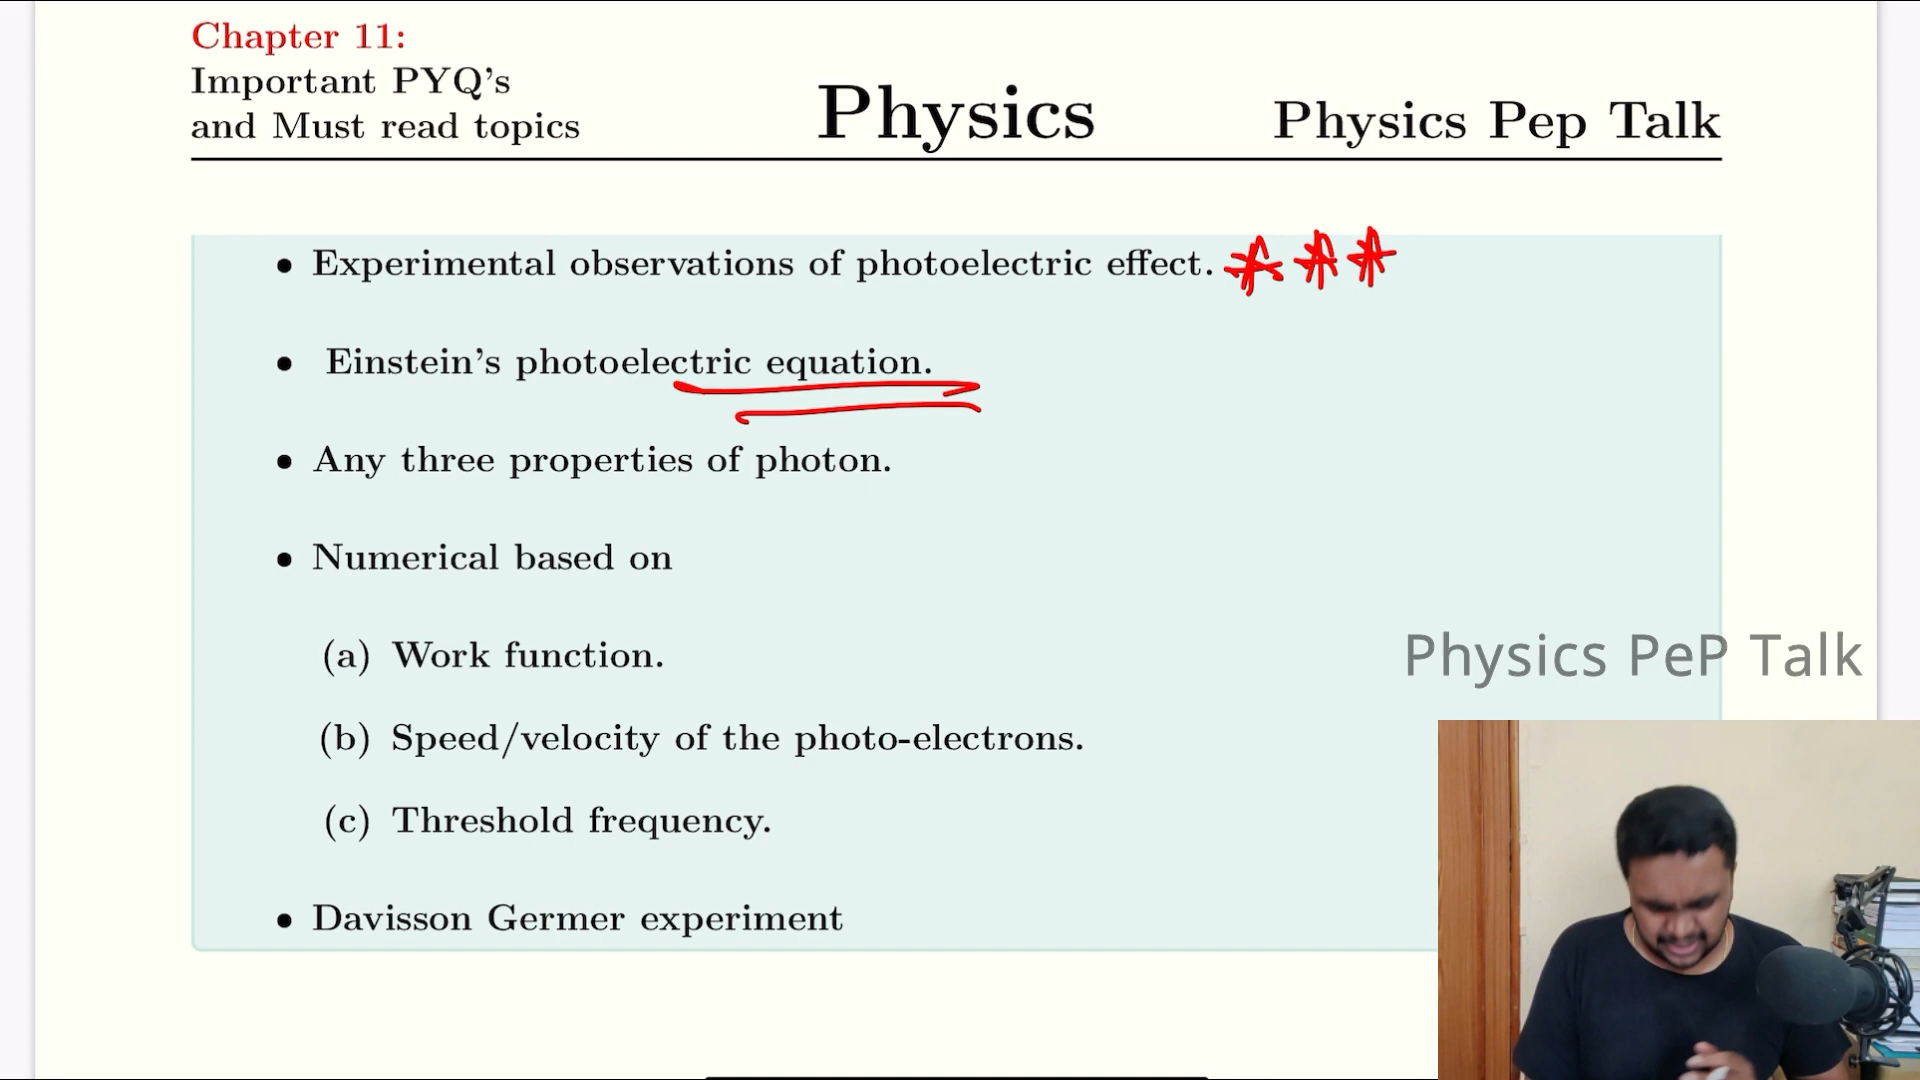 Chapter 11:
Important PYQ's
and Must read topics
Physics
Physics Pep Talk
• Experimental observations of photoelectric effect.
• Einstein's photoelectric equation.
• Any three properties of photon.
• Numerical based on
(a) Work function.
(b) Speed/velocity of the photo-electrons.
(c) Threshold frequency.
• Davisson Germer experiment
Physics PeP Talk